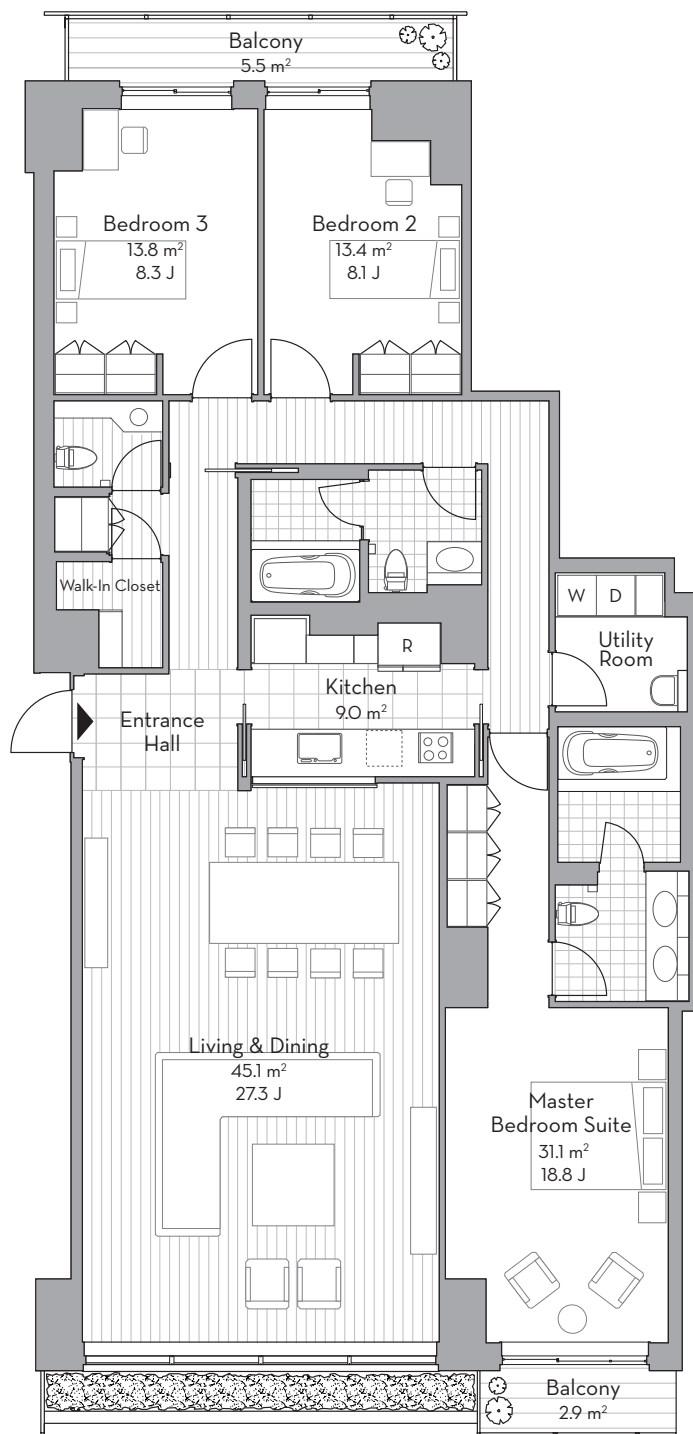 Balcony
5.5 m²
Bedroom 3
13.8 m²
8.3 J
Bedroom 2
13.4 m²
8.1 J
Walk-In Closet
W D
Utility
Room
R
Kitchen
9.0 m²
Entrance
Hall
Living & Dining
45.1 m²
27.3 J
Master
Bedroom Suite
31.1 m²
18.8 J
Balcony
2.9 m²